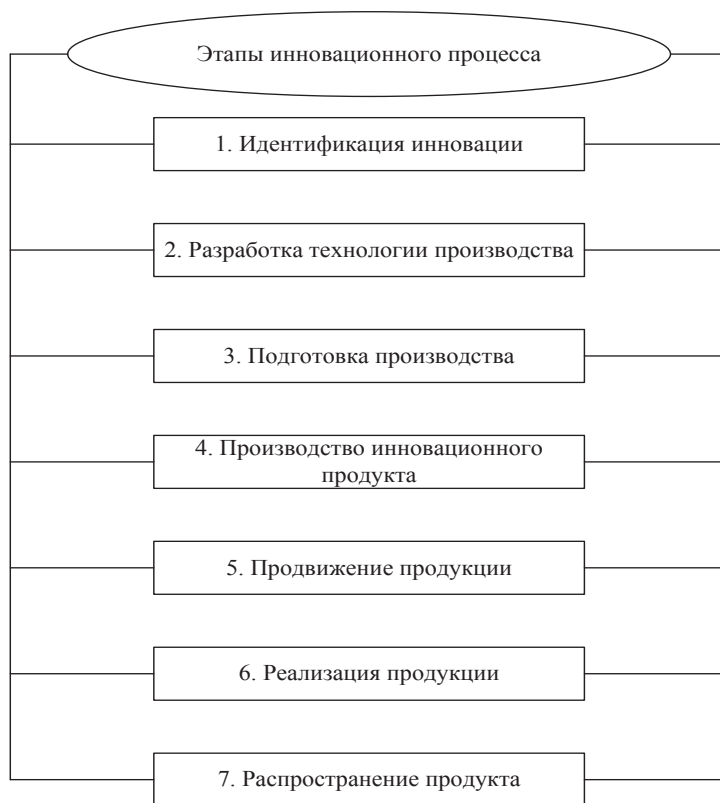 Этапы инновационного процесса
1. Идентификация инновации
2. Разработка технологии производства
3. Подготовка производства
4. Производство инновационного
продукта
5. Продвижение продукции
6. Реализация продукции
7. Распространение продукта